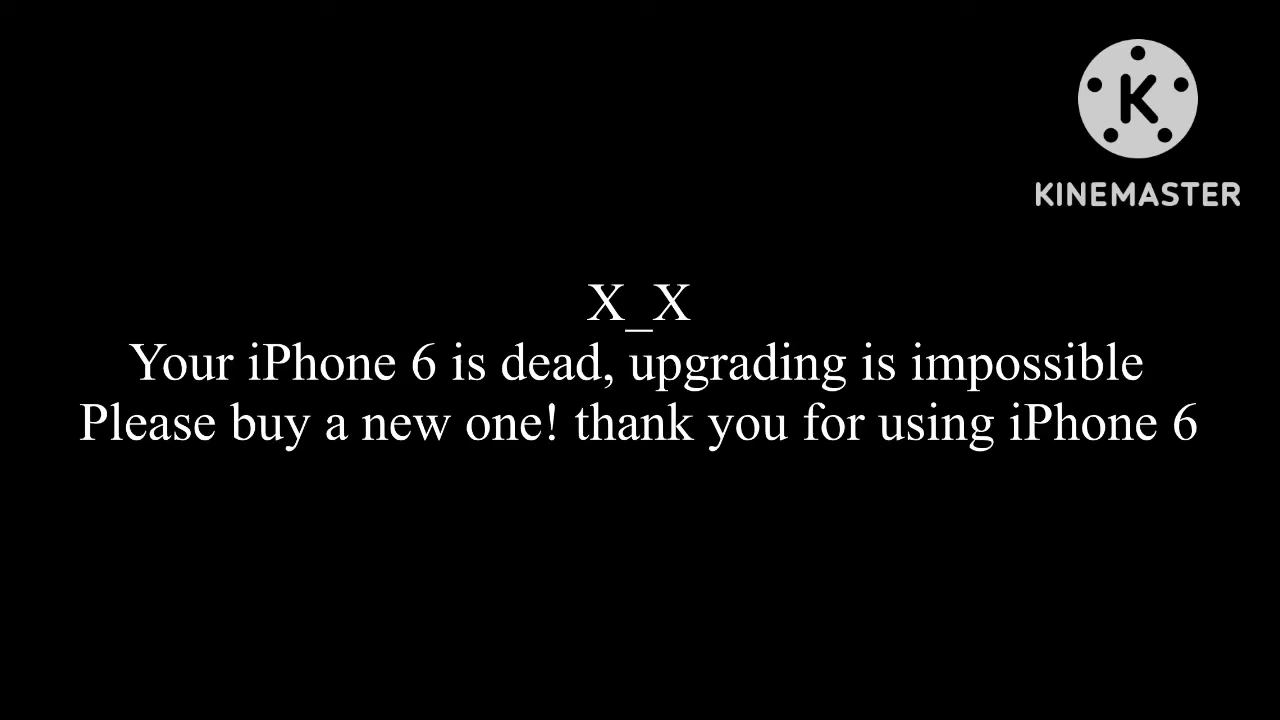 K
KINEMASTER
X_X
Your iPhone 6 is dead, upgrading is impossible
Please buy a new one! thank you for using iPhone 6